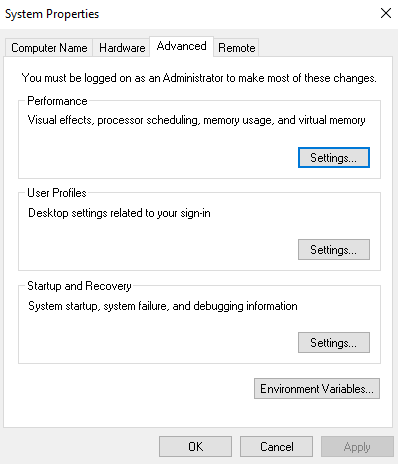 System Properties
Computer Name Hardware Advanced Remote
You must be logged on as an Administrator to make most of these changes.
Performance
Visual effects, processor scheduling, memory usage, and virtual memory
Settings...
User Profiles
Desktop settings related to your sign-in
Settings...
Startup and Recovery
System startup, system failure, and debugging information
Settings...
Environment Variables...
OK Cancel Apply